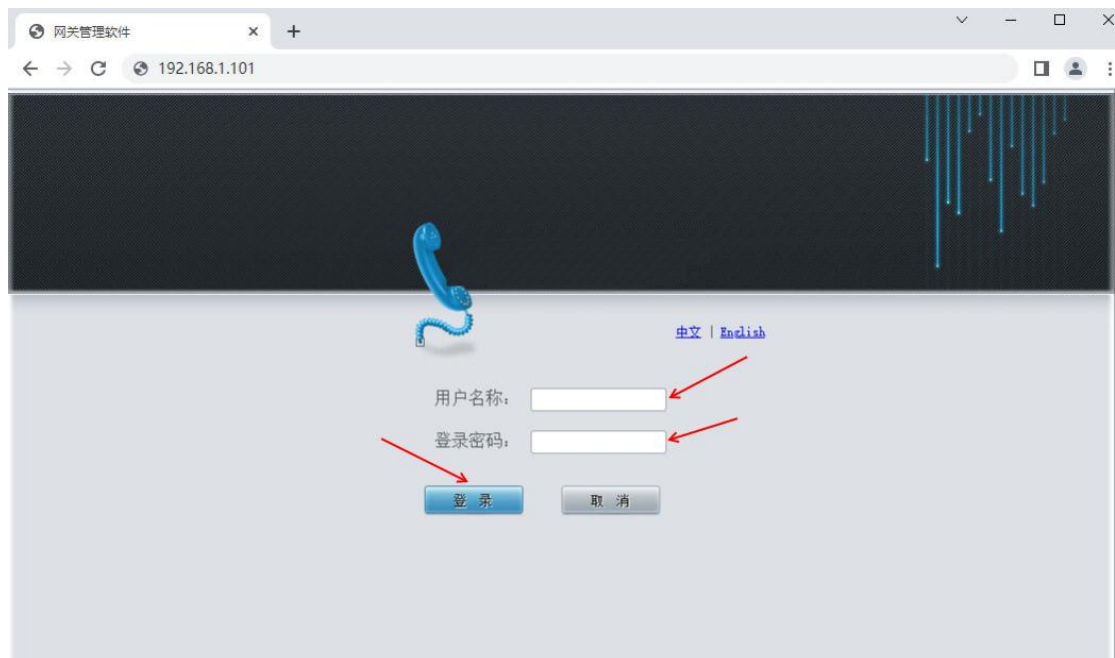 网关管理软件
192.168.1.101
中文 | English
用户名称：
登录密码：
登 录 取 消